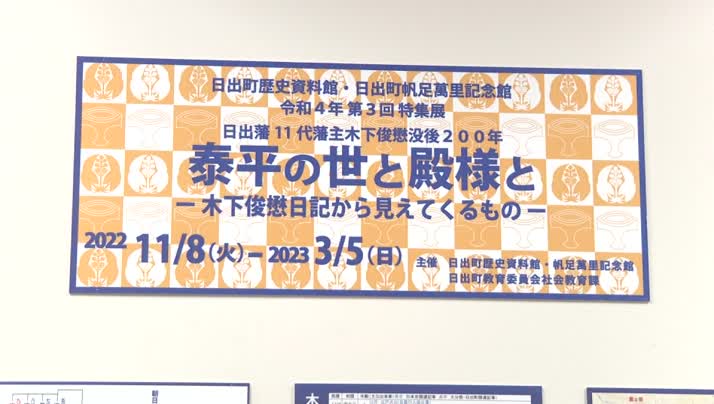 日出町歴史資料館・日出町帆足萬里記念館
令和4年 第3回 特集展
日出藩 11 代藩主木下俊懋没後200年
泰平の世と殿様と
ー 木下俊懋日記から見えてくるもの ー
2022 11/8(火) – 2023 3/5(日)
主催 日出町歴史資料館・帆足萬里記念館
日出町教育委員会社会教育課
木